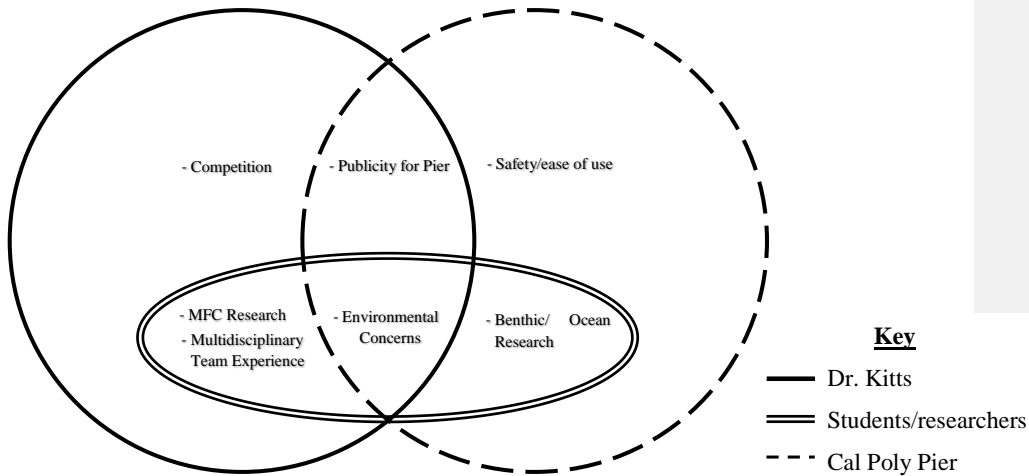 - Competition
- Publicity for Pier
- Safety/ease of use
- MFC Research
- Multidisciplinary
Team Experience
- Environmental
Concerns
- Benthic/ Ocean
Research
Key
Dr. Kitts
Students/researchers
Cal Poly Pier